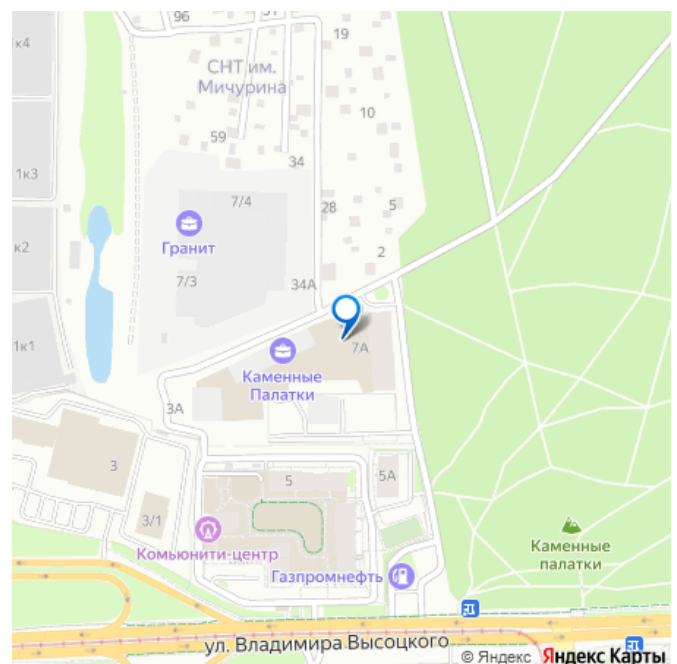 96
19
к4
СНТ им.
Мичурина
10
59
34
1к3
7/4
28
5
Гранит
к2
2
7/3
34А
1к1
7А
Каменные
Палатки
3А
3
5
5А
3/1
Каменные
палатки
Комьюнити-центр
Газпромнефть
ул. Владимира Высоцкого
© Яндекс Яндекс Карты